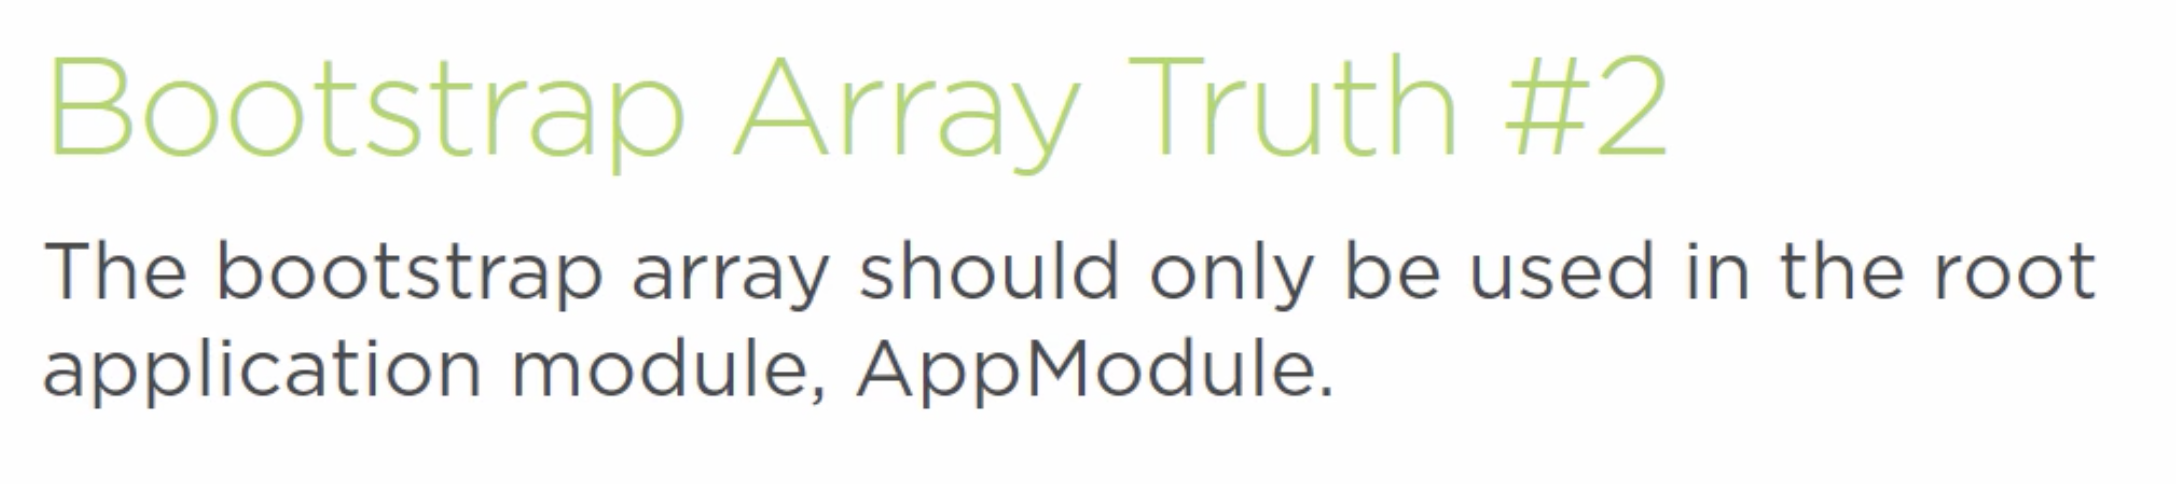 Bootstrap Array Truth #2
The bootstrap array should only be used in the root
application module, AppModule.